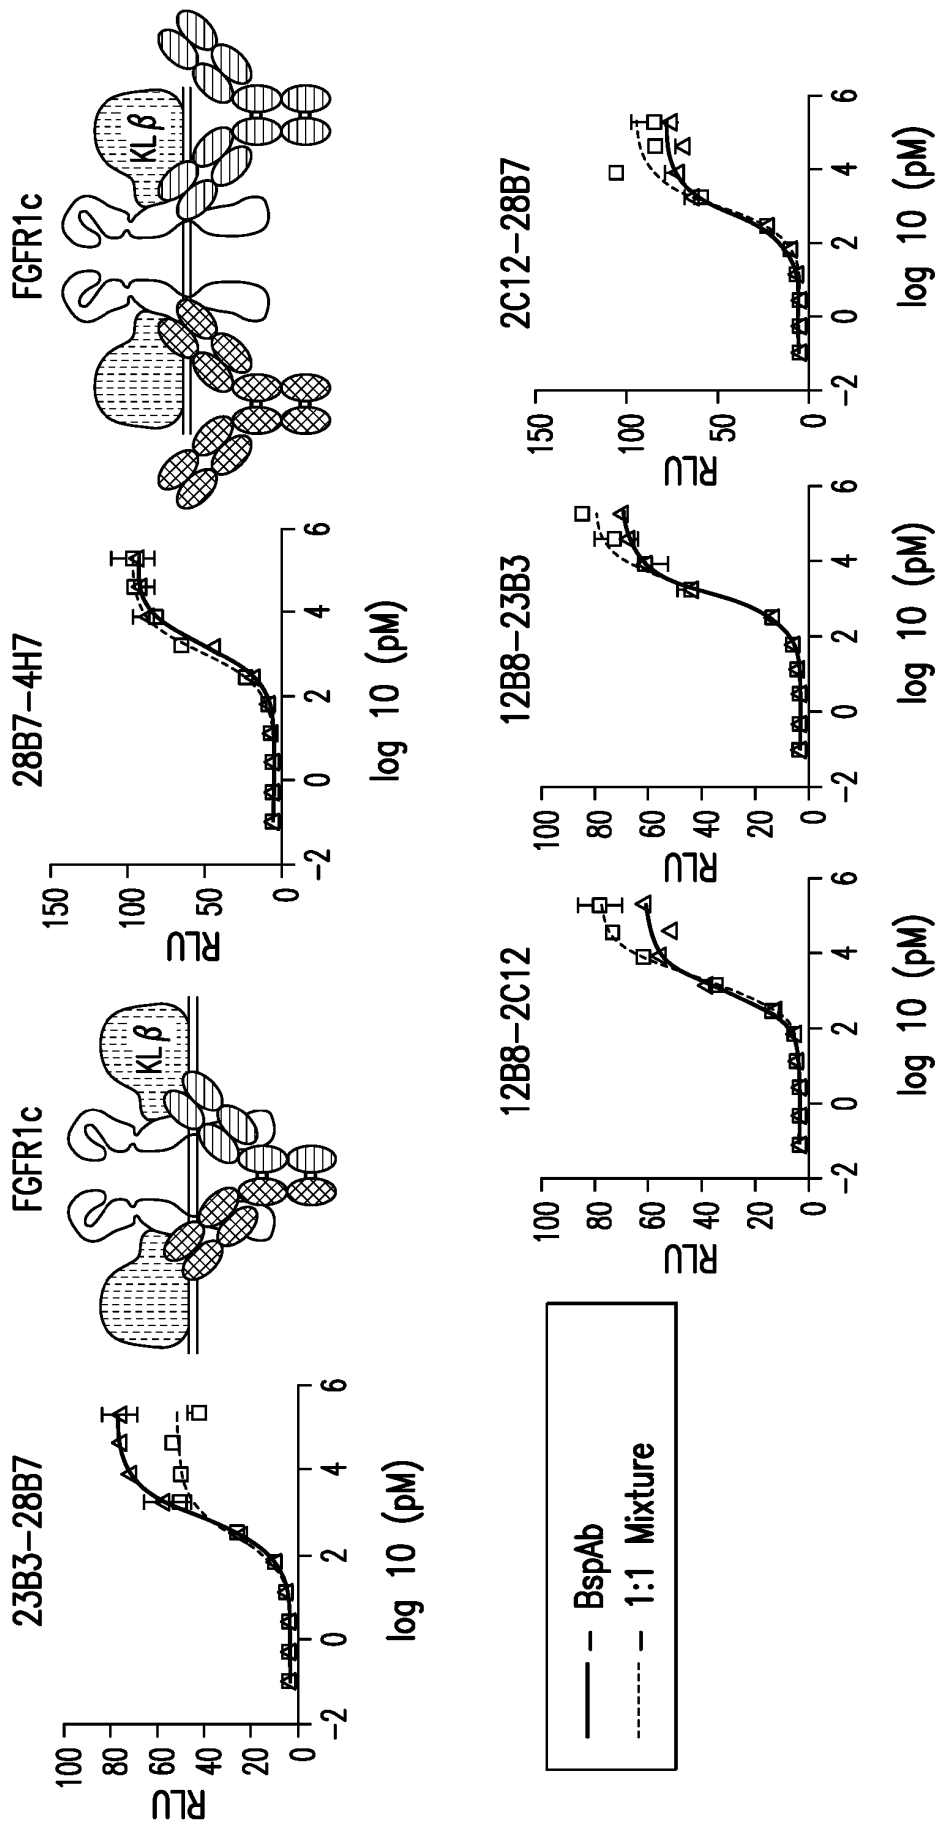 23B3–28B7
RLU
100
80
60
40
20
0
–2
0
2
4
6
log 10 (pM)
FGFR1c
KLβ
28B7–4H7
RLU
150
100
50
0
–2
0
2
4
6
log 10 (pM)
FGFR1c
KLβ
— BspAb
---- 1:1 Mixture
12B8–2C12
RLU
100
80
60
40
20
0
–2
0
2
4
6
log 10 (pM)
12B8–23B3
RLU
100
80
60
40
20
0
–2
0
2
4
6
log 10 (pM)
2C12–28B7
RLU
150
100
50
0
–2
0
2
4
6
log 10 (pM)